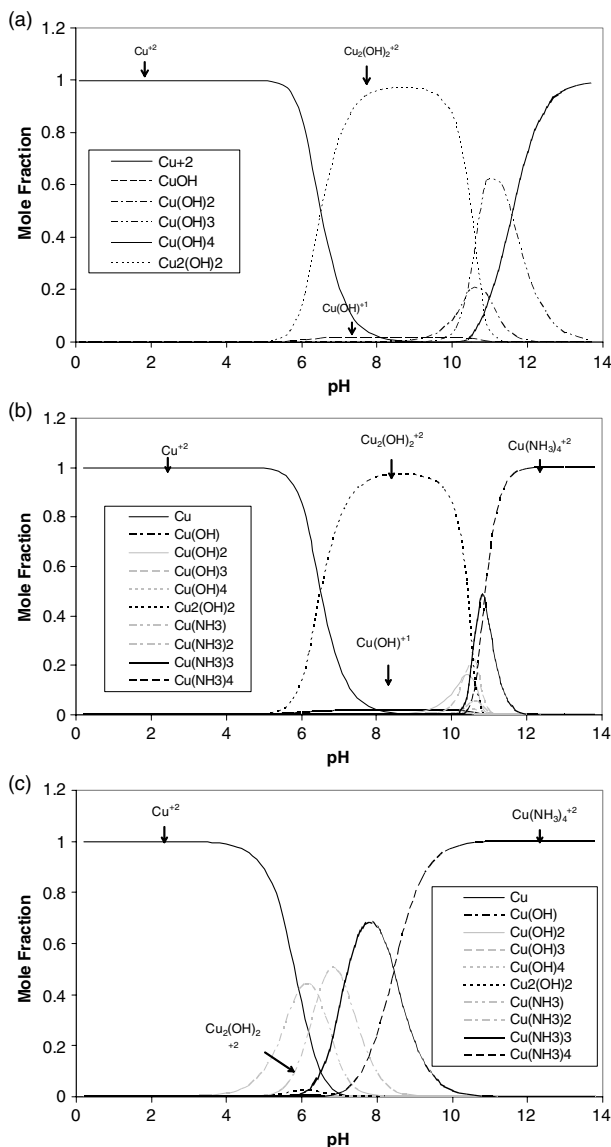 (a)
1.2
1
0.8
0.6
0.4
0.2
0
Mole Fraction
Cu+2
Cu2(OH)2+2
Cu+2
CuOH
Cu(OH)2
Cu(OH)3
Cu(OH)4
Cu2(OH)2
Cu(OH)+1
0 2 4 6 8 10 12 14
pH
(b)
1.2
1
0.8
0.6
0.4
0.2
0
Mole Fraction
Cu+2
Cu2(OH)2+2
Cu(NH3)4+2
Cu
Cu(OH)
Cu(OH)2
Cu(OH)3
Cu(OH)4
Cu2(OH)2
Cu(NH3)
Cu(NH3)2
Cu(NH3)3
Cu(NH3)4
Cu(OH)+1
0 2 4 6 8 10 12 14
pH
(c)
1.2
1
0.8
0.6
0.4
0.2
0
Mole Fraction
Cu+2
Cu(NH3)4+2
Cu
Cu(OH)
Cu(OH)2
Cu(OH)3
Cu(OH)4
Cu2(OH)2
Cu(NH3)
Cu(NH3)2
Cu(NH3)3
Cu(NH3)4
Cu2(OH)2
+2
0 2 4 6 8 10 12 14
pH